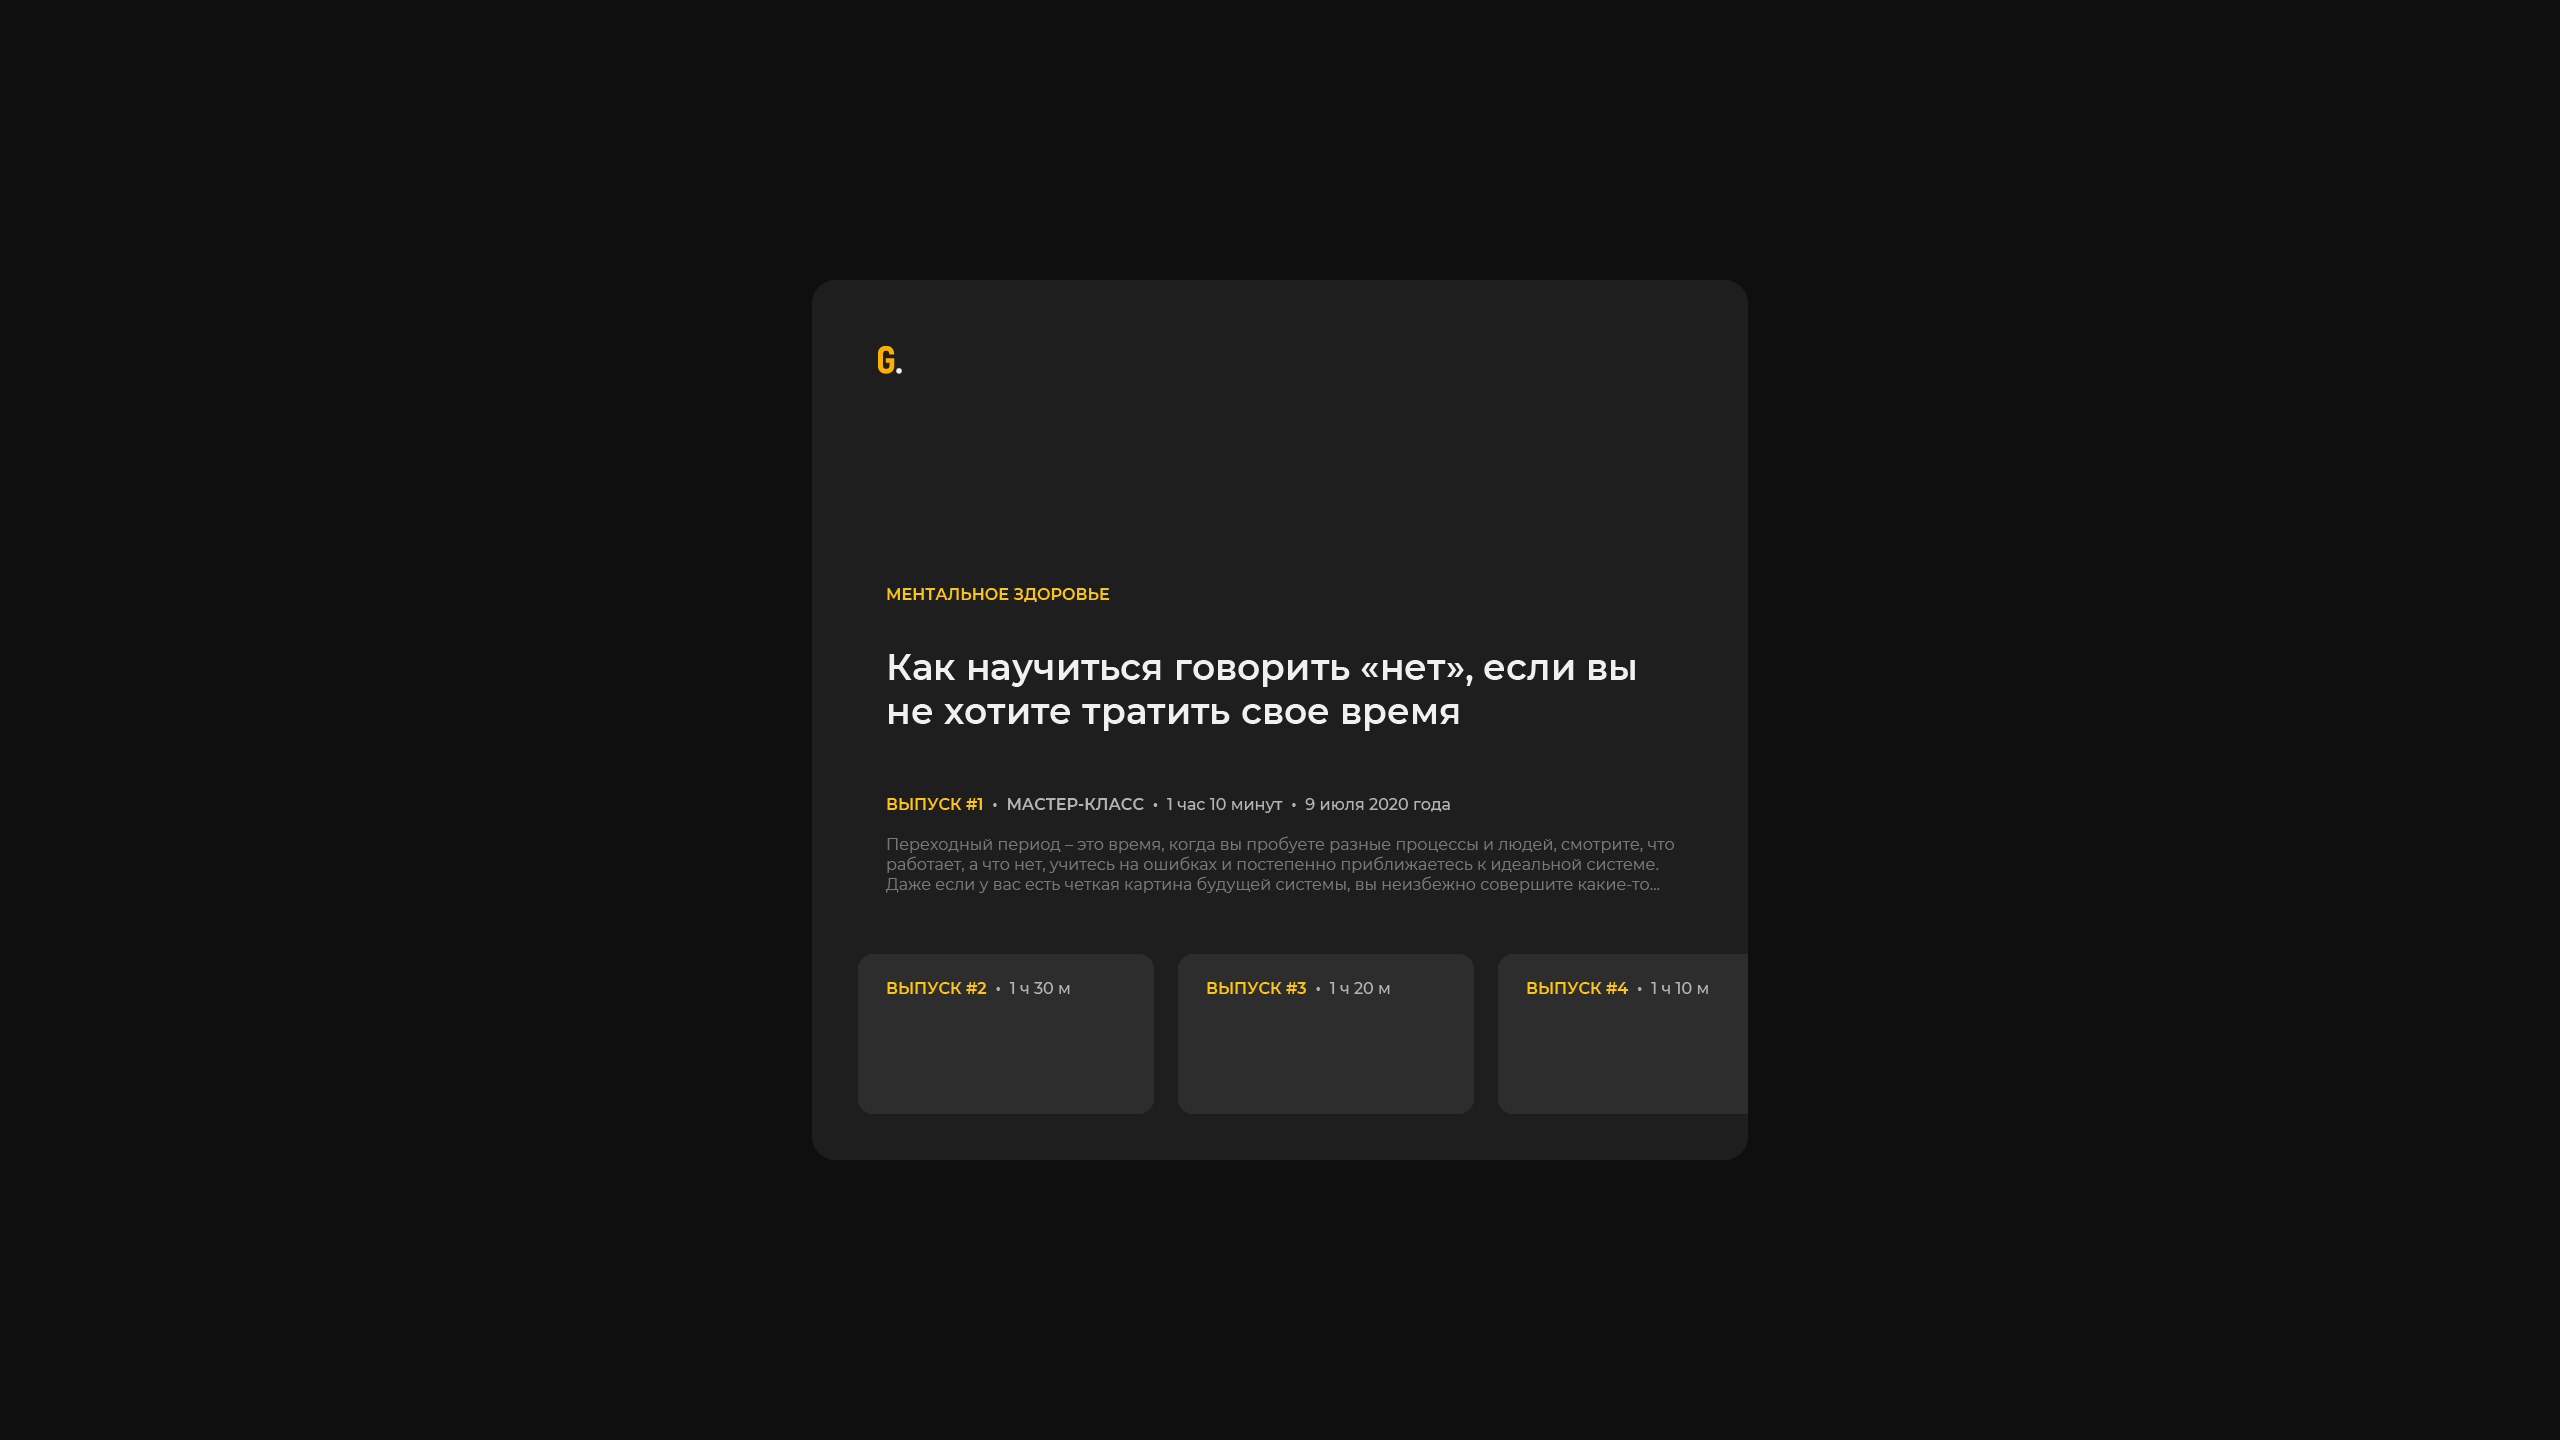 G.
МЕНТАЛЬНОЕ ЗДОРОВЬЕ
Как научиться говорить «нет», если вы
не хотите тратить свое время
ВЫПУСК #1 • МАСТЕР-КЛАСС • 1 час 10 минут • 9 июля 2020 года
Переходный период – это время, когда вы пробуете разные процессы и людей, смотрите, что
работает, а что нет, учитесь на ошибках и постепенно приближаетесь к идеальной системе.
Даже если у вас есть четкая картина будущей системы, вы неизбежно совершите какие-то...
ВЫПУСК #2 • 1 ч 30 м
ВЫПУСК #3 • 1 ч 20 м
ВЫПУСК #4 • 1 ч 10 м